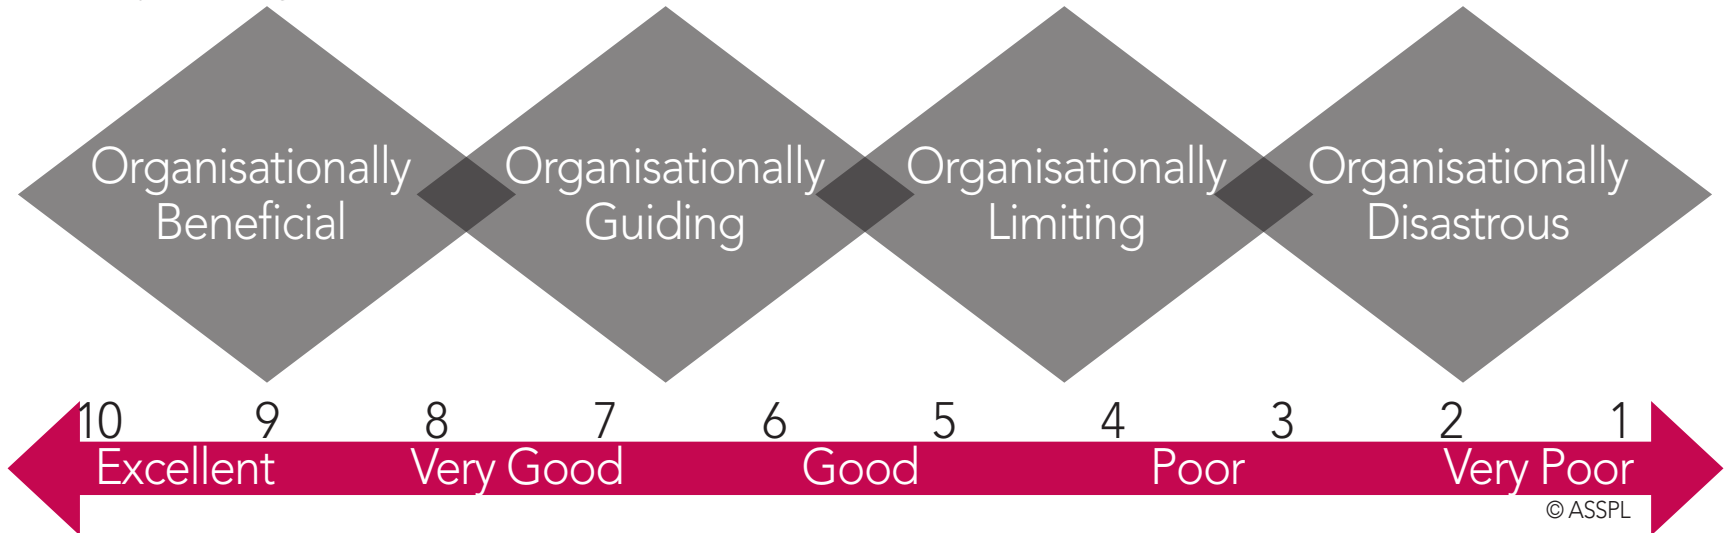 Organisationally
Beneficial
Organisationally
Guiding
Organisationally
Limiting
Organisationally
Disastrous
10 9 8 7 6 5 4 3 2 1
Excellent Very Good Good Poor Very Poor
© ASSPL